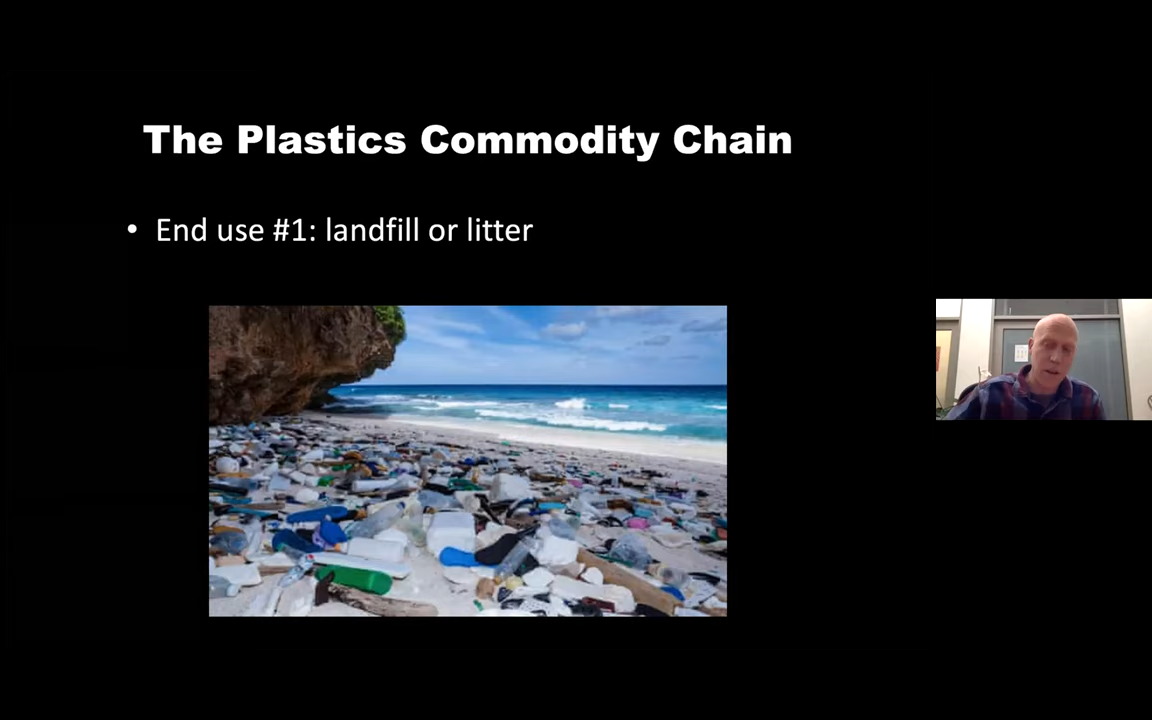 The Plastics Commodity Chain
• End use #1: landfill or litter